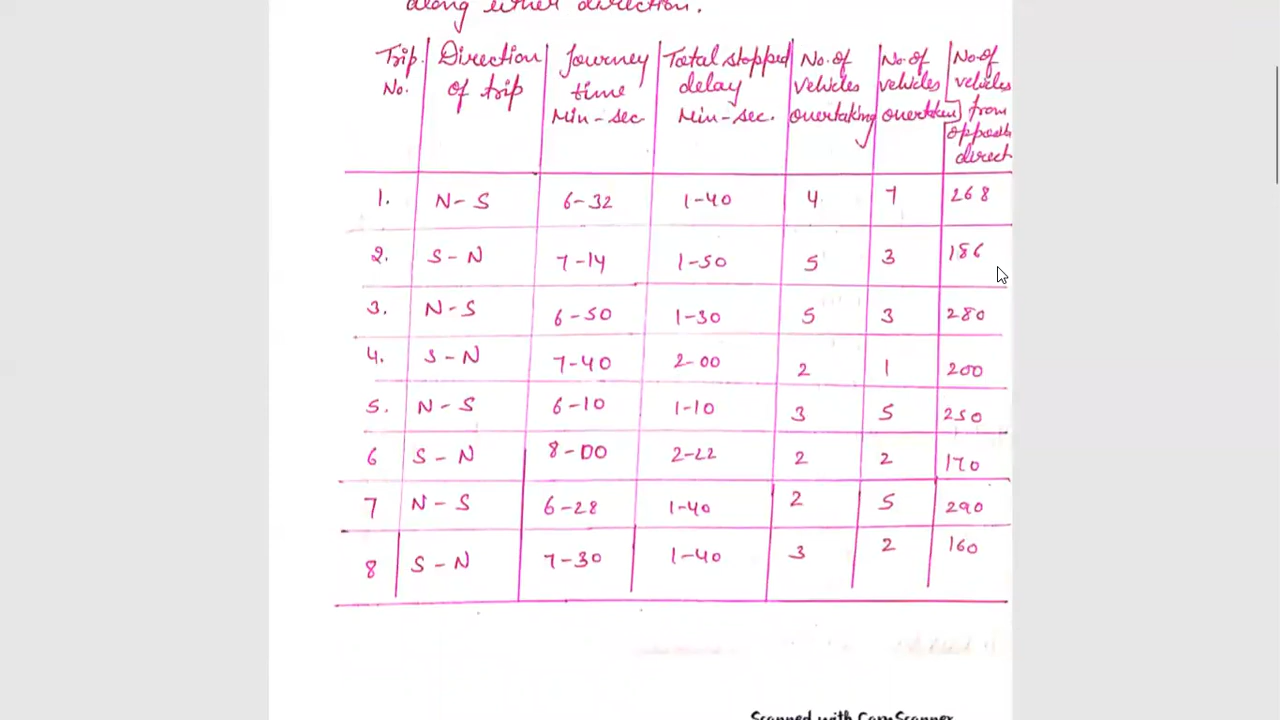 along either direction.
Trip No. | Direction of trip | Journey time Min-sec | Total stopped delay Min-sec. | No. of vehicles overtaking | No. of vehicles overtaken | No. of vehicles from
1. | N-S | 6-32 | 1-40 | 4 | 7 | 268
2. | S-N | 7-14 | 1-50 | 5 | 3 | 186
3. | N-S | 6-50 | 1-30 | 5 | 3 | 280
4. | S-N | 7-40 | 2-00 | 2 | 1 | 200
5. | N-S | 6-10 | 1-10 | 3 | 5 | 250
6 | S-N | 8-00 | 2-22 | 2 | 2 | 170
7 | N-S | 6-28 | 1-40 | 2 | 5 | 290
8 | S-N | 7-30 | 1-40 | 3 | 2 | 160
Scanned with CamScanner